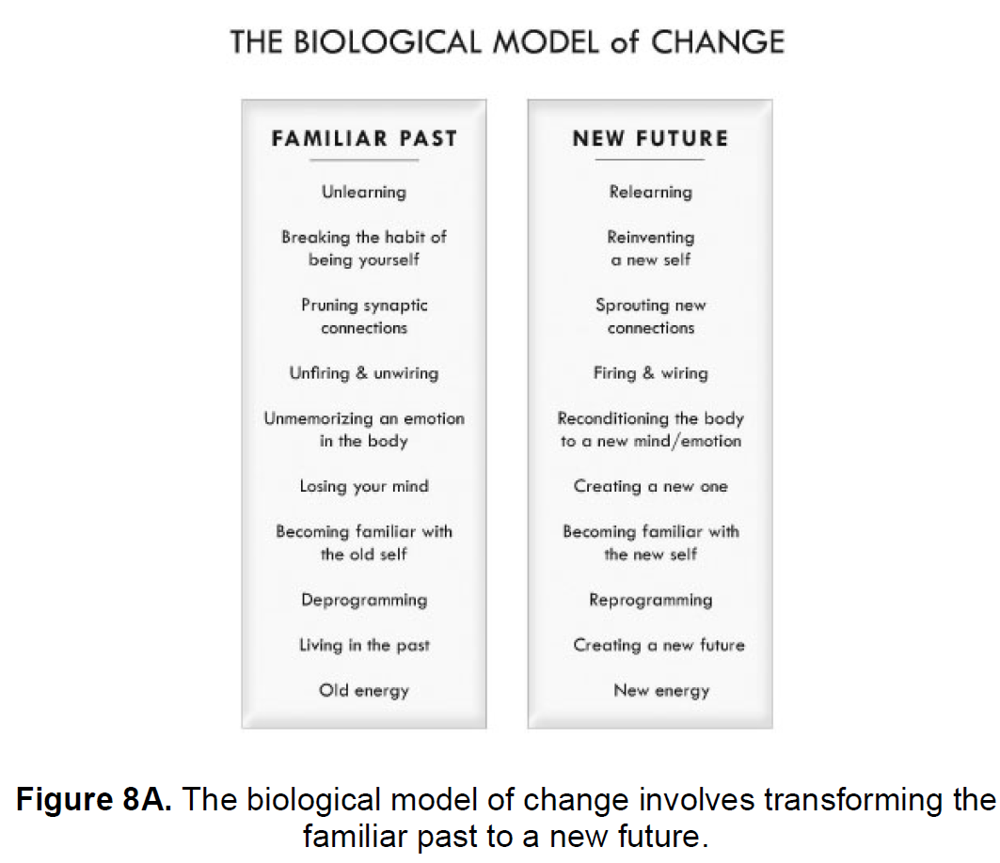 THE BIOLOGICAL MODEL of CHANGE
FAMILIAR PAST
Unlearning
Breaking the habit of
being yourself
Pruning synaptic
connections
Unfiring & unwiring
Unmemorizing an emotion
in the body
Losing your mind
Becoming familiar with
the old self
Deprogramming
Living in the past
Old energy
NEW FUTURE
Relearning
Reinventing
a new self
Sprouting new
connections
Firing & wiring
Reconditioning the body
to a new mind/emotion
Creating a new one
Becoming familiar with
the new self
Reprogramming
Creating a new future
New energy
Figure 8A. The biological model of change involves transforming the
familiar past to a new future.